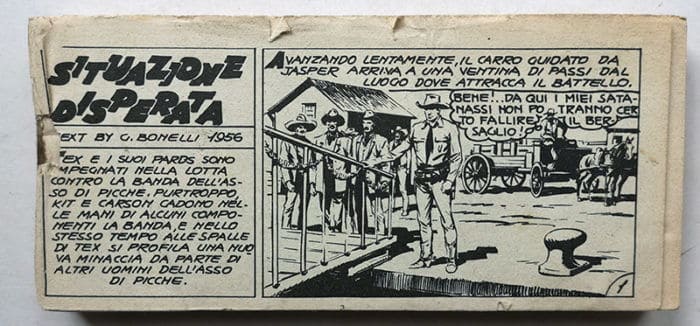 SITUAZIONE
DISPERATA
TEXT BY G. BONELLI 1956
TEX E I SUOI PARDS SONO
IMPEGNATI NELLA LOTTA
CONTRO LA BANDA DELL'AS-
SO DI PICCHE. PURTROPPO
KIT E CARSON CADONO NEL-
LE MANI DI ALCUNI COMPO-
NENTI LA BANDA, E NELLO
STESSO TEMPO ALLE SPALLE
DI TEX SI PROFILA UNA NUO-
VA MINACCIA DA PARTE DI
ALTRI UOMINI DELL'ASSO
DI PICCHE.
AVANZANDO LENTAMENTE, IL CARRO GUIDATO DA
JASPER ARRIVA A UNA VENTINA DI PASSI DAL
LUOGO DOVE ATTRACCA IL BATTELLO.
BENE!...DA QUI I MIEI SATA-
NASSI NON PO_TRANNO CER
TO FALLIRE IL BER-
SAGLIO!
1